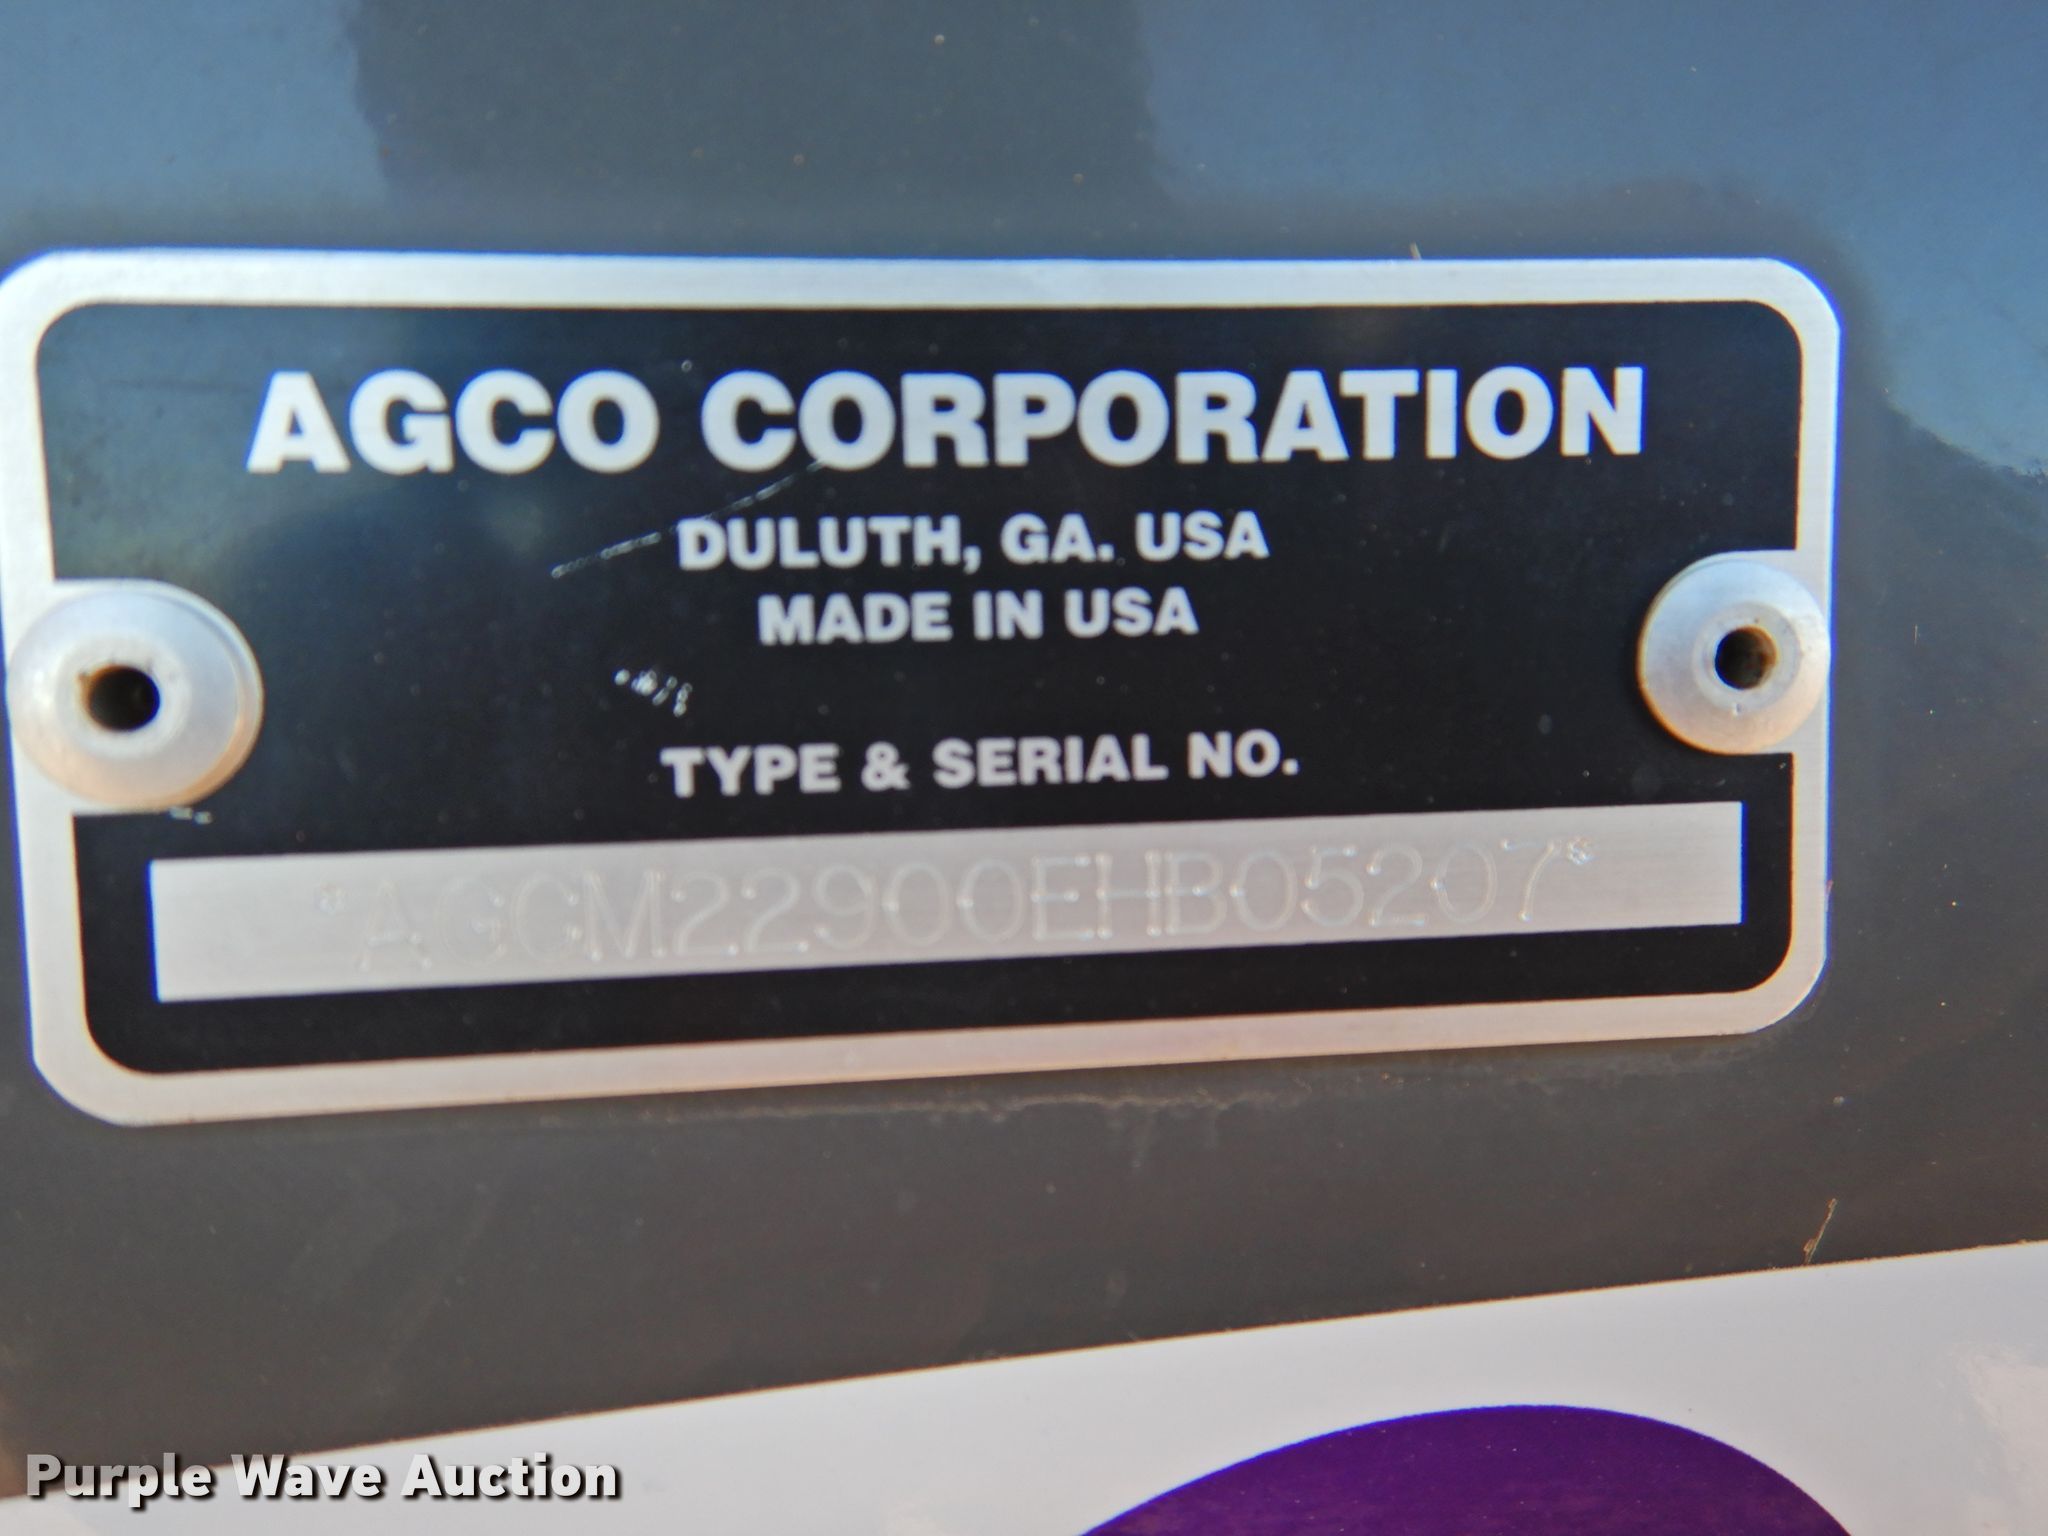 AGCO CORPORATION
DULUTH, GA. USA
MADE IN USA
TYPE & SERIAL NO.
*AGCM22900EHB05207*
Purple Wave Auction